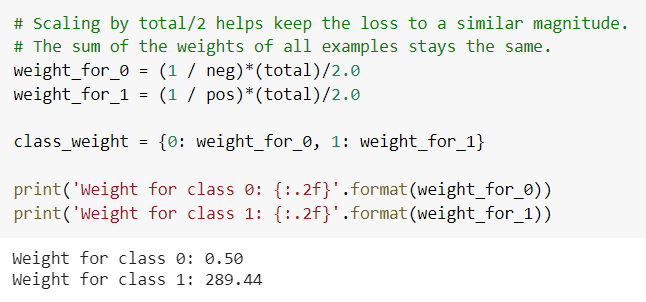 # Scaling by total/2 helps keep the loss to a similar magnitude.
# The sum of the weights of all examples stays the same.
weight_for_0 = (1 / neg)*(total)/2.0
weight_for_1 = (1 / pos)*(total)/2.0
class_weight = {0: weight_for_0, 1: weight_for_1}
print('Weight for class 0: {:.2f}'.format(weight_for_0))
print('Weight for class 1: {:.2f}'.format(weight_for_1))
Weight for class 0: 0.50
Weight for class 1: 289.44